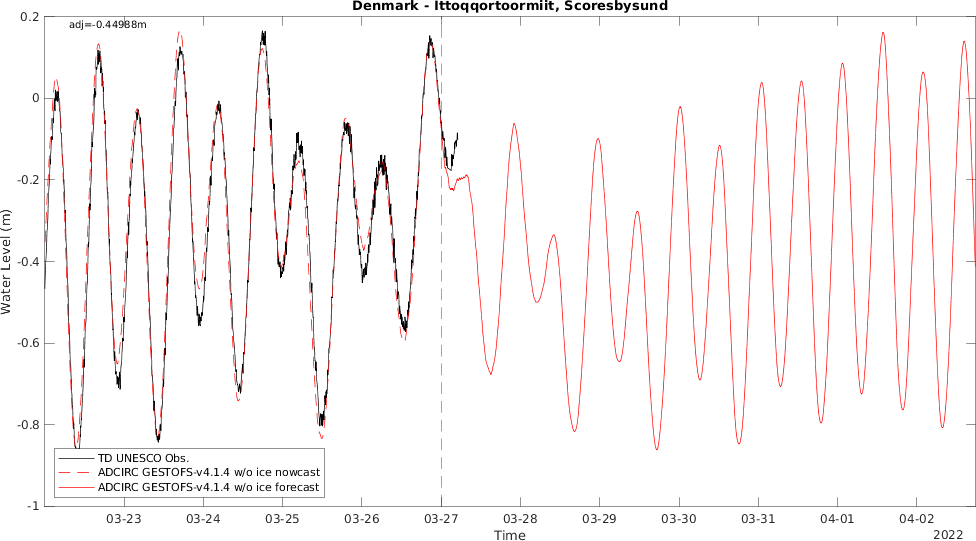 Denmark - Ittoqqortoormiit, Scoresbysund
adj=-0.44938m
0.2
0
-0.2
-0.4
-0.6
-0.8
-1
Water Level (m)
TD UNESCO Obs.
ADCIRC GESTOFS-v4.1.4 w/o ice nowcast
ADCIRC GESTOFS-v4.1.4 w/o ice forecast
03-23 03-24 03-25 03-26 03-27 03-28 03-29 03-30 03-31 04-01 04-02
Time
2022